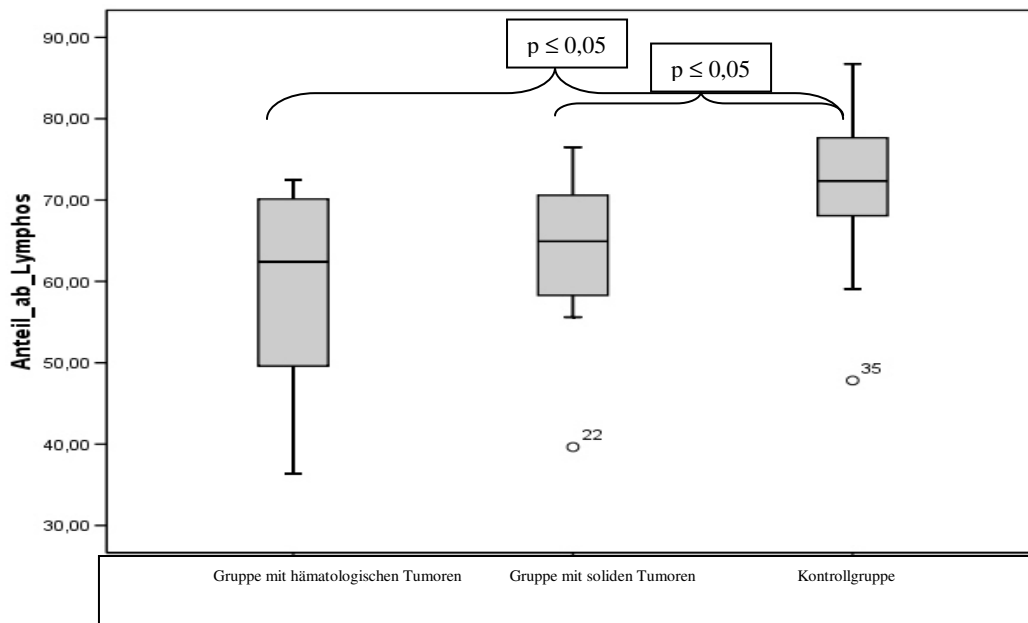 p ≤ 0,05
p ≤ 0,05
90,00
80,00
70,00
60,00
50,00
40,00
30,00
Anteil_ab_Lymphos
35
22
Gruppe mit hämatologischen Tumoren
Gruppe mit soliden Tumoren
Kontrollgruppe